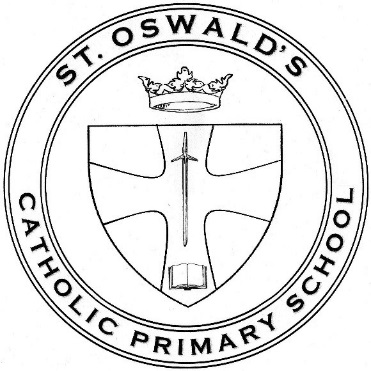 ST. OSWALD'S
CATHOLIC PRIMARY SCHOOL